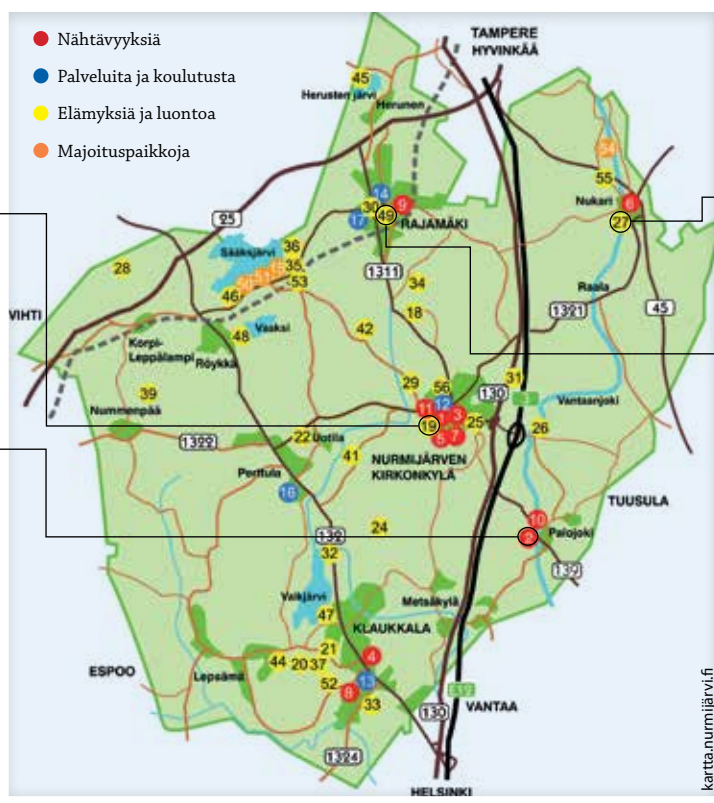 Nähtävyyksiä
Palveluita ja koulutusta
Elämyksiä ja luontoa
Majoituspaikkoja
TAMPERE
HYVINKÄÄ
45
Herusten järvi
Herunen
54
55
14
9
30
49
17
RAJAMÄKI
Nukari
6
27
25
Sääksjärvi
36
35
53
46
28
1311
34
18
Raala
1321
45
VIHTI
Korpi-
Leppälampi
Röykkä
48
Vaaksi
42
39
Nummenpää
29
56
12
130
31
3
11
1
3
19
5
7
25
26
Vantaanjoki
1322
22
Uotila
41
NURMIJÄRVEN
KIRKONKYLÄ
Perttula
16
24
TUUSULA
10
2
Palojoki
132
32
139
Valkjärvi
47
Metsäkylä
KLAUKKALA
21
4
44
20
37
ESPOO
Lepsämä
52
13
8
33
130
VANTAA
1324
HELSINKI
kartta.nurmijärvi.fi